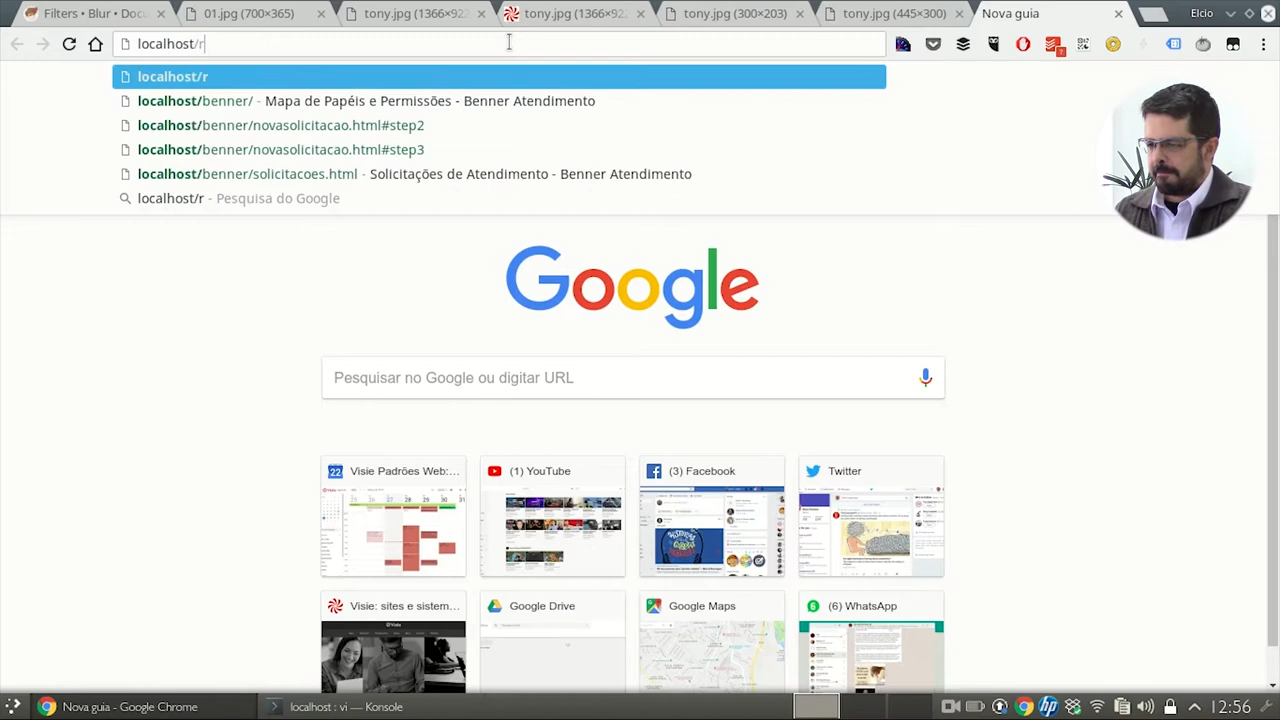 Filters • Blur • Docu
01.jpg (700×365)
tony.jpg (1366×92
tony.jpg (1366×92
tony.jpg (300×203)
tony.jpg (445×300)
Nova guia
Elcio
localhost/r
localhost/r
localhost/benner/ - Mapa de Papéis e Permissões - Benner Atendimento
localhost/benner/novasolicitacao.html#step2
localhost/benner/novasolicitacao.html#step3
localhost/benner/solicitacoes.html - Solicitações de Atendimento - Benner Atendimento
localhost/r - Pesquisa do Google
Google
Pesquisar no Google ou digitar URL
22 Visie Padrões Web:...
(1) YouTube
(3) Facebook
Twitter
Visie: sites e sistem...
Google Drive
Google Maps
(6) WhatsApp
Nova guia - Google Chrome
localhost : vi — Konsole
12:56